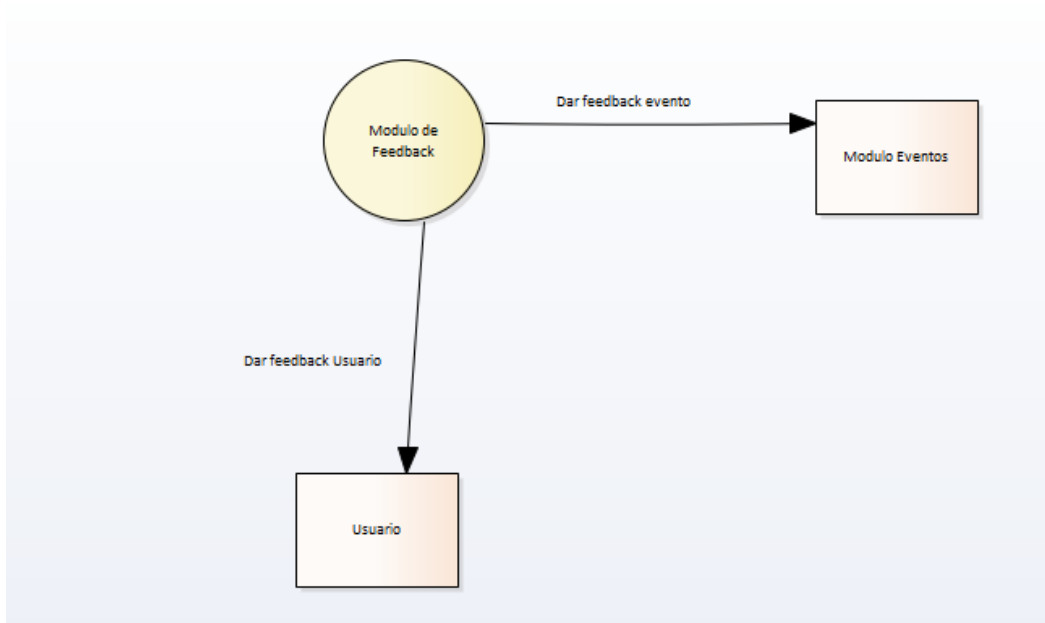 Dar feedback evento
Modulo de
Feedback
Modulo Eventos
Dar feedback Usuario
Usuario